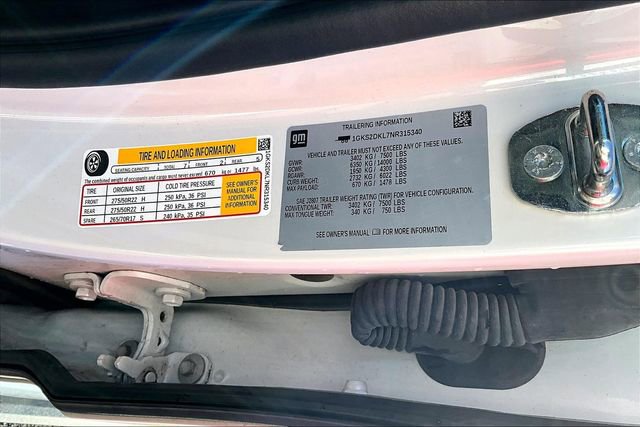 TIRE AND LOADING INFORMATION
SEATING CAPACITY TOTAL 7 FRONT 2 REAR 5
The combined weight of occupants and cargo must never exceed 670 kg or 1477 lb
TIRE ORIGINAL SIZE COLD TIRE PRESSURE
FRONT 275/50R22 H 250 kPa, 36 PSI
REAR 275/50R22 H 250 kPa, 36 PSI
SPARE 265/70R17 S 240 kPa, 35 PSI
SEE OWNER'S
MANUAL FOR
ADDITIONAL
INFORMATION
1GKS2DKL7NR315340
gm
TRAILERING INFORMATION
1GKS2DKL7NR315340
VEHICLE AND TRAILER MUST NOT EXCEED ANY OF THESE VALUES.
GVWR: 3402 KG / 7500 LBS
GCWR: 6350 KG / 14000 LBS
RGAWR: 1950 KG / 4300 LBS
CURB WEIGHT: 2732 KG / 6022 LBS
MAX PAYLOAD: 670 KG / 1478 LBS
SAE J2807 TRAILER WEIGHT RATING (TWR) FOR VEHICLE CONFIGURATION.
CONVENTIONAL TWR: 3402 KG / 7500 LBS
MAX TONGUE WEIGHT: 340 KG / 750 LBS
SEE OWNER'S MANUAL FOR MORE INFORMATION